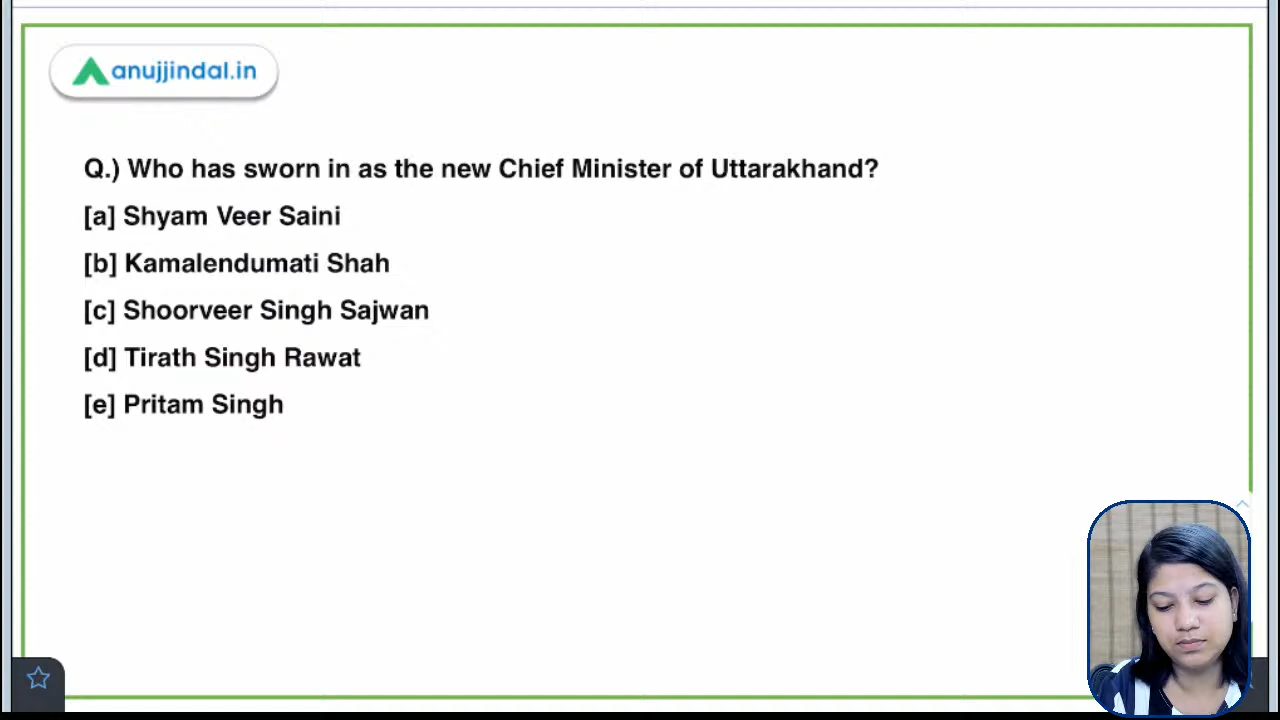 anujjindal.in
Q.) Who has sworn in as the new Chief Minister of Uttarakhand?
[a] Shyam Veer Saini
[b] Kamalendumati Shah
[c] Shoorveer Singh Sajwan
[d] Tirath Singh Rawat
[e] Pritam Singh